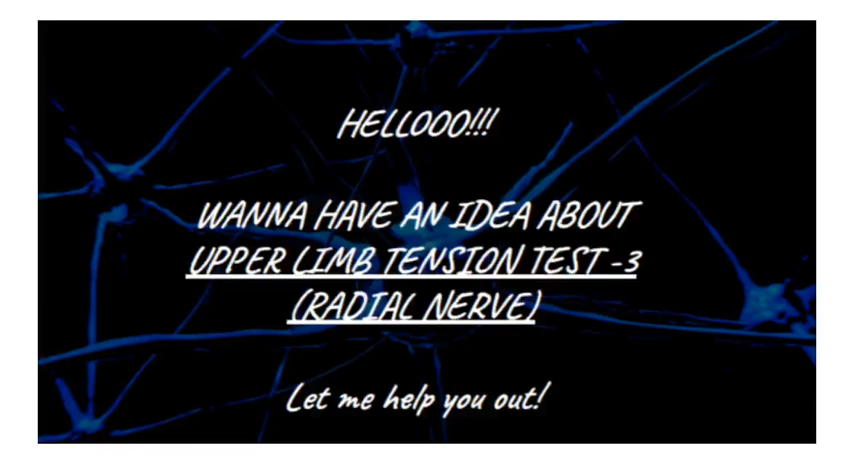 HELLOOO!!!
WANNA HAVE AN IDEA ABOUT
UPPER LIMB TENSION TEST -3
(RADIAL NERVE)
Let me help you out!